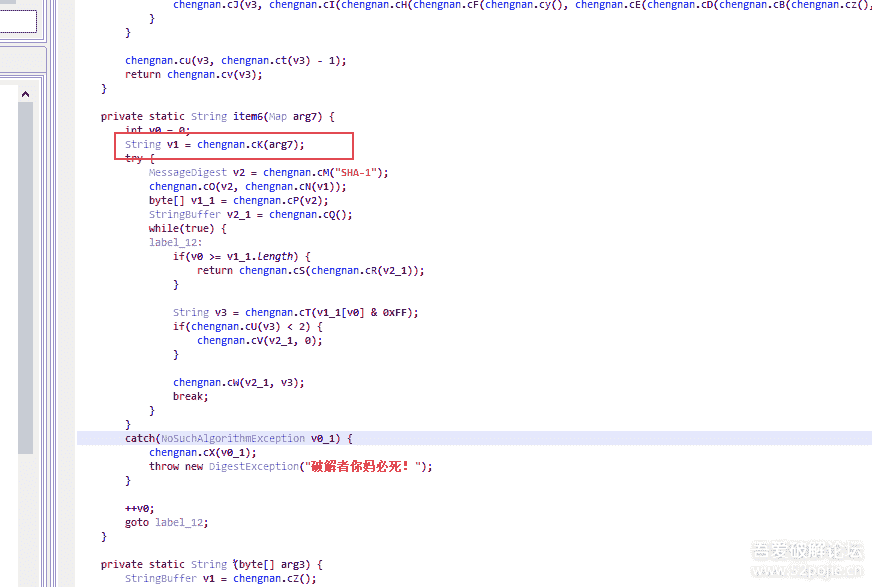 chengnan.cJ(v3, chengnan.cI(chengnan.cH(chengnan.cF(chengnan.cy(), chengnan.cE(chengnan.cD(chengnan.cB(chengnan.cz(),
}
}
chengnan.cu(v3, chengnan.ct(v3) - 1);
return chengnan.cv(v3);
}
private static String item6(Map arg7) {
int v0 = 0;
String v1 = chengnan.cK(arg7);
try {
MessageDigest v2 = chengnan.cM("SHA-1");
chengnan.cO(v2, chengnan.cN(v1));
byte[] v1_1 = chengnan.cP(v2);
StringBuffer v2_1 = chengnan.cQ();
while(true) {
label_12:
if(v0 >= v1_1.length) {
return chengnan.cS(chengnan.cR(v2_1));
}
String v3 = chengnan.cT(v1_1[v0] & 0xFF);
if(chengnan.cU(v3) < 2) {
chengnan.cV(v2_1, 0);
}
chengnan.cW(v2_1, v3);
break;
}
}
catch(NoSuchAlgorithmException v0_1) {
chengnan.cX(v0_1);
throw new DigestException("破解者你妈必死！");
}
++v0;
goto label_12;
}
private static String (byte[] arg3) {
StringBuffer v1 = chengnan.cZ();
吾爱破解论坛
www.52pojie.cn